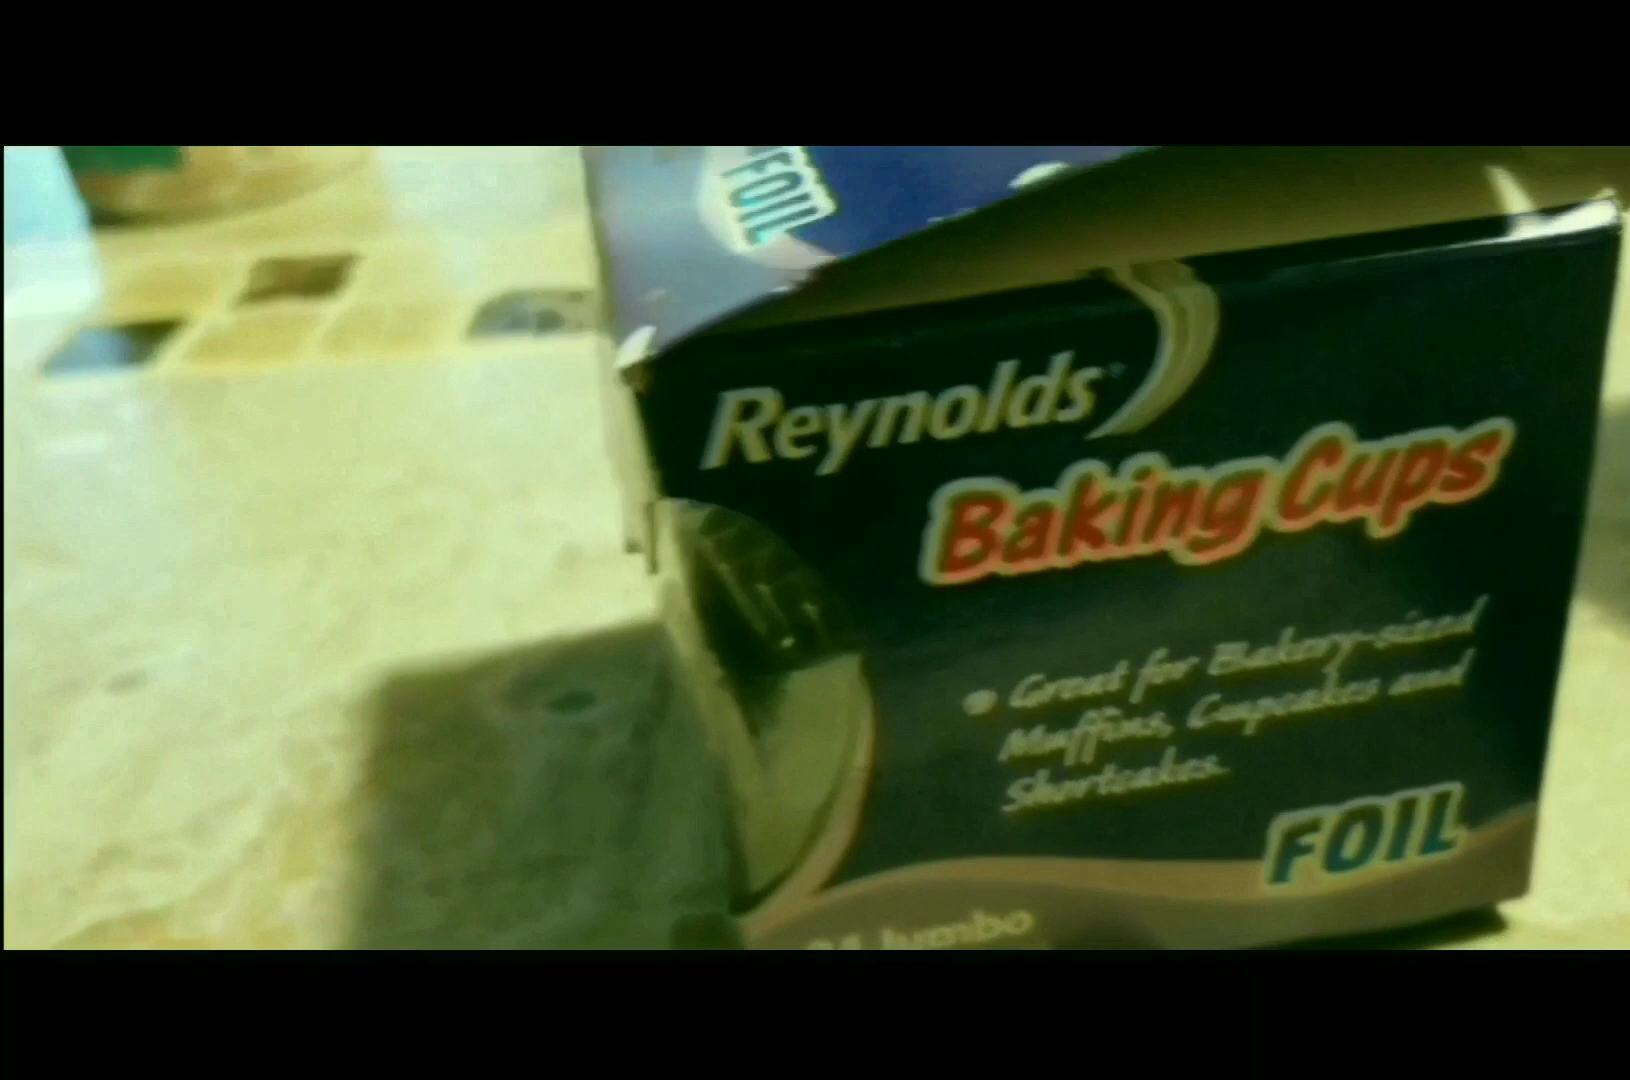 FOIL
Reynolds
Baking Cups
• Great for Bakery-sized
Muffins, Cupcakes and
Shortcakes.
FOIL
Jumbo